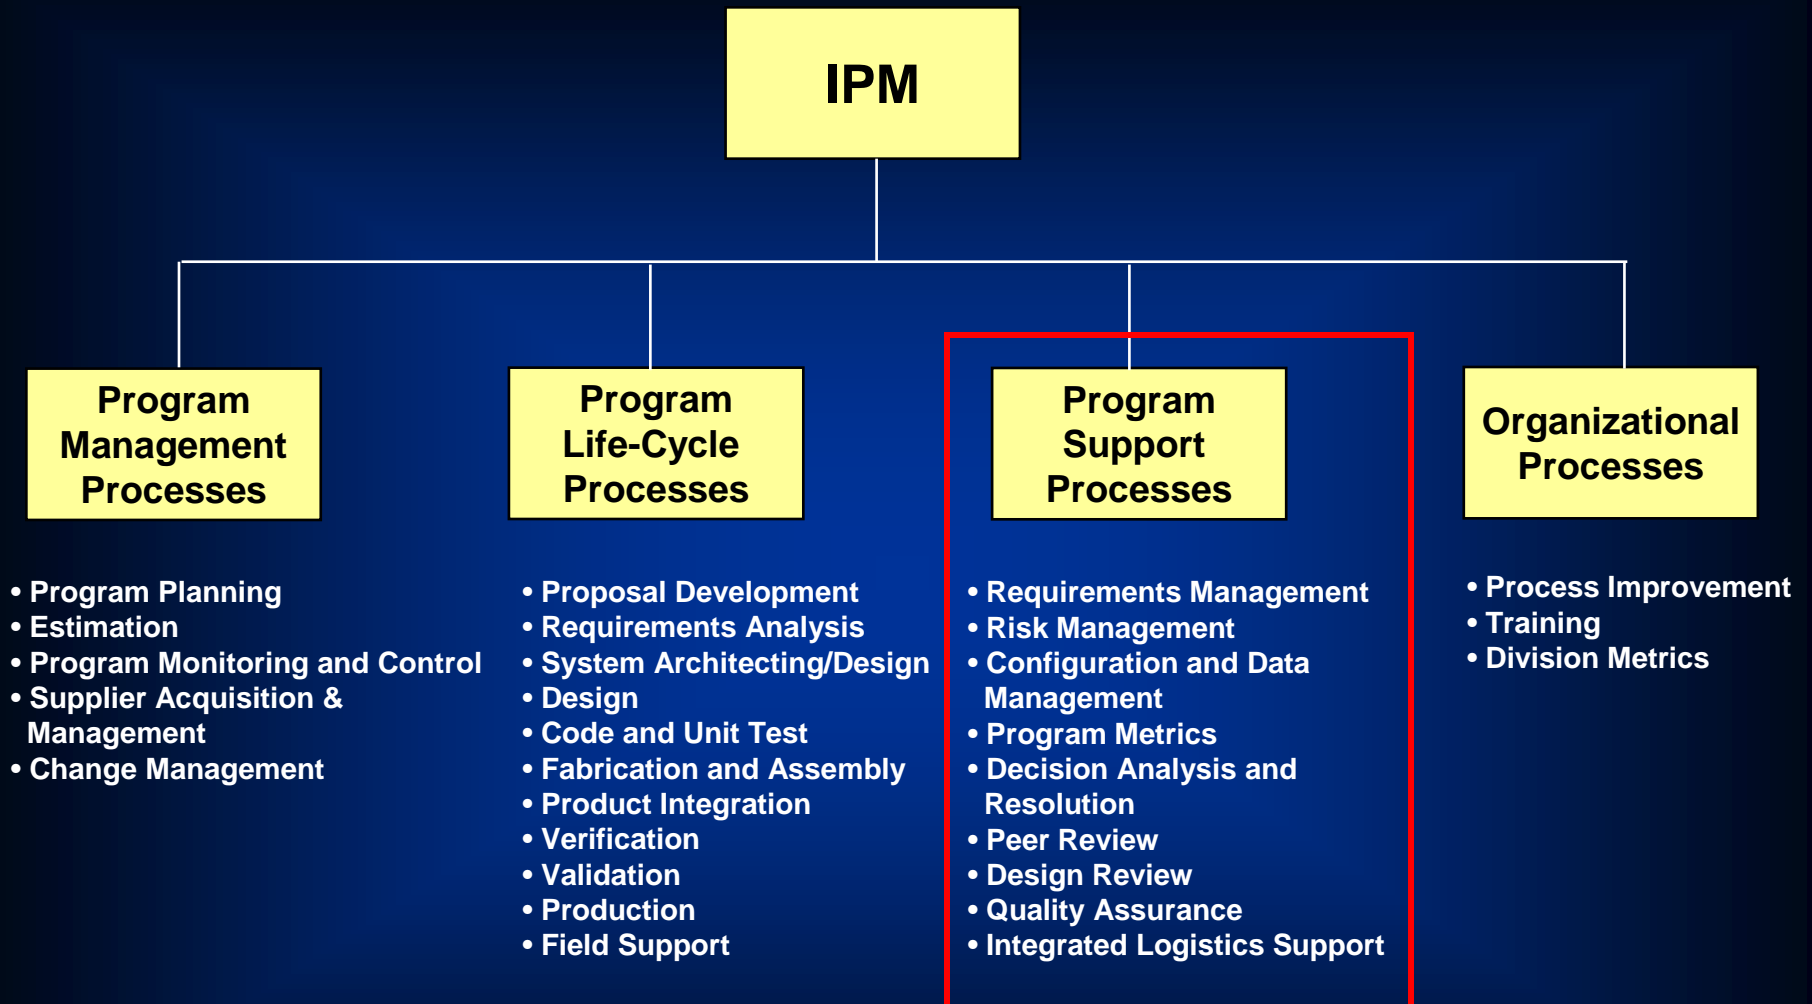 IPM
Program
Management
Processes
Program
Life-Cycle
Processes
Program
Support
Processes
Organizational
Processes
• Program Planning
• Estimation
• Program Monitoring and Control
• Supplier Acquisition &
Management
• Change Management
• Proposal Development
• Requirements Analysis
• System Architecting/Design
• Design
• Code and Unit Test
• Fabrication and Assembly
• Product Integration
• Verification
• Validation
• Production
• Field Support
• Requirements Management
• Risk Management
• Configuration and Data
Management
• Program Metrics
• Decision Analysis and
Resolution
• Peer Review
• Design Review
• Quality Assurance
• Integrated Logistics Support
• Process Improvement
• Training
• Division Metrics